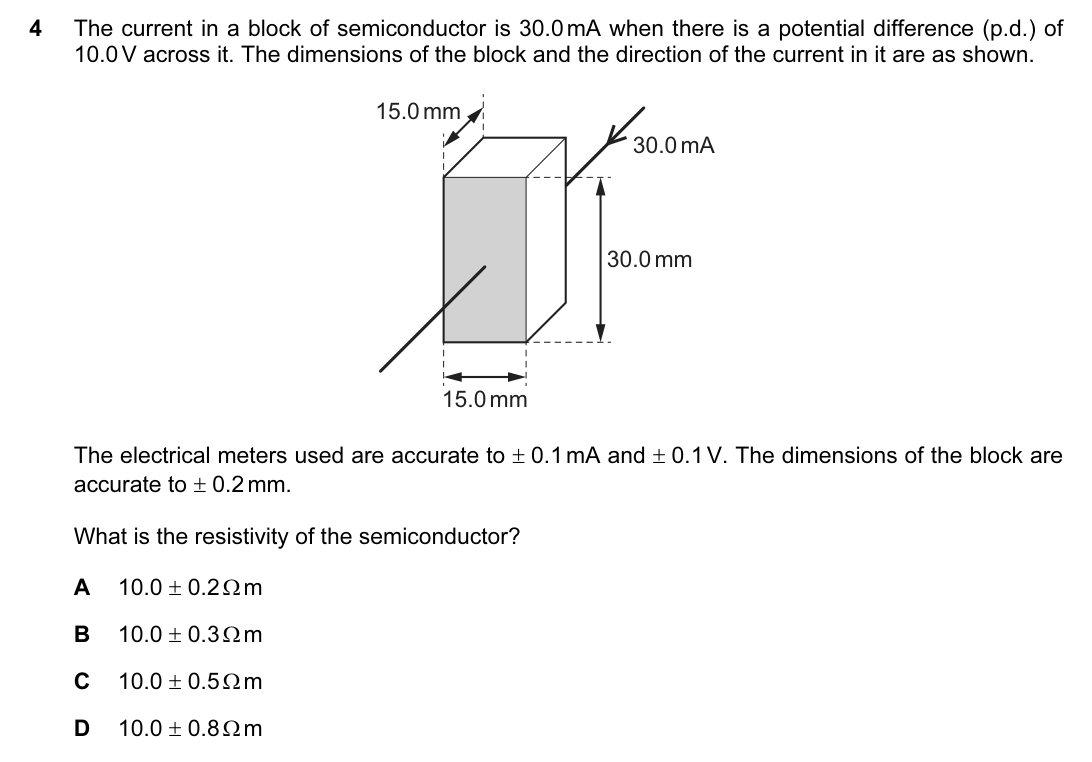 4 The current in a block of semiconductor is 30.0 mA when there is a potential difference (p.d.) of
10.0 V across it. The dimensions of the block and the direction of the current in it are as shown.
15.0 mm
30.0 mA
30.0 mm
15.0 mm
The electrical meters used are accurate to ± 0.1 mA and ± 0.1 V. The dimensions of the block are
accurate to ± 0.2 mm.
What is the resistivity of the semiconductor?
A 10.0 ± 0.2 Ω m
B 10.0 ± 0.3 Ω m
C 10.0 ± 0.5 Ω m
D 10.0 ± 0.8 Ω m